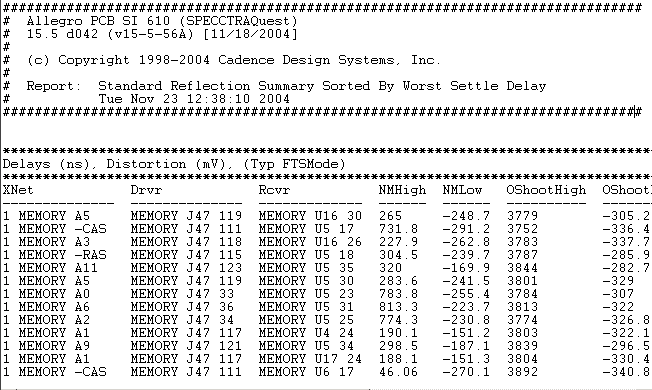 ################################################################################
# Allegro PCB SI 610 (SPECCTRAQuest)
# 15.5 d042 (v15-5-56A) [11/18/2004]
#
# (c) Copyright 1998-2004 Cadence Design Systems, Inc.
#
# Report: Standard Reflection Summary Sorted By Worst Settle Delay
# Tue Nov 23 12:38:10 2004
################################################################################
********************************************************************************
Delays (ns), Distortion (mV), (Typ FTSMode)
********************************************************************************
XNet Drvr Rcvr NMHigh NMLow OShootHigh OShootL
1 MEMORY A5 MEMORY J47 119 MEMORY U16 30 265 -248.7 3779 -305.2
1 MEMORY -CAS MEMORY J47 111 MEMORY U5 17 731.8 -291.2 3752 -336.4
1 MEMORY A3 MEMORY J47 118 MEMORY U16 26 227.9 -262.8 3783 -337.7
1 MEMORY -RAS MEMORY J47 115 MEMORY U5 18 304.5 -239.7 3787 -285.9
1 MEMORY A11 MEMORY J47 123 MEMORY U5 35 320 -169.9 3844 -282.7
1 MEMORY A5 MEMORY J47 119 MEMORY U5 30 283.6 -241.5 3801 -329
1 MEMORY A0 MEMORY J47 33 MEMORY U5 23 783.8 -255.4 3784 -307
1 MEMORY A6 MEMORY J47 36 MEMORY U5 31 813.3 -223.7 3813 -322
1 MEMORY A2 MEMORY J47 34 MEMORY U5 25 774.3 -230.8 3774 -326.8
1 MEMORY A1 MEMORY J47 117 MEMORY U4 24 190.1 -151.2 3803 -322.1
1 MEMORY A9 MEMORY J47 121 MEMORY U5 34 298.5 -187.1 3839 -296.5
1 MEMORY A1 MEMORY J47 117 MEMORY U17 24 188.1 -151.3 3804 -330.4
1 MEMORY -CAS MEMORY J47 111 MEMORY U6 17 46.06 -270.1 3892 -340.8